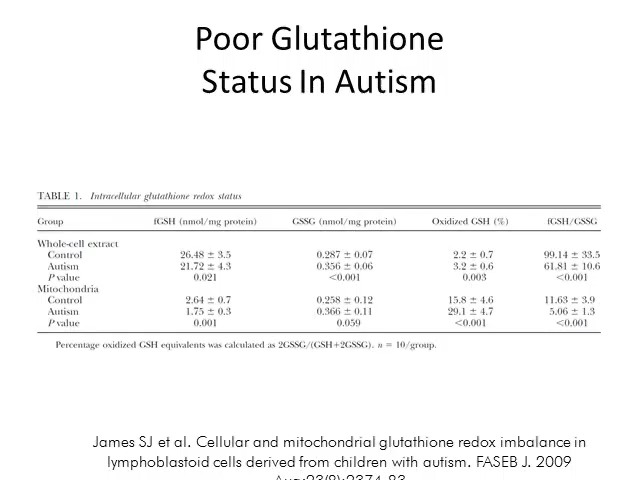 Poor Glutathione
Status In Autism
TABLE 1. Intracellular glutathione redox status
Group fGSH (nmol/mg protein) GSSG (nmol/mg protein) Oxidized GSH (%) fGSH/GSSG
Whole-cell extract
Control 26.48 ± 3.5 0.287 ± 0.07 2.2 ± 0.7 99.14 ± 33.5
Autism 21.72 ± 4.3 0.356 ± 0.06 3.2 ± 0.6 61.81 ± 10.6
P value 0.021 <0.001 0.003 <0.001
Mitochondria
Control 2.64 ± 0.7 0.258 ± 0.12 15.8 ± 4.6 11.63 ± 3.9
Autism 1.75 ± 0.3 0.366 ± 0.11 29.1 ± 4.7 5.06 ± 1.3
P value 0.001 0.059 <0.001 <0.001
Percentage oxidized GSH equivalents was calculated as 2GSSG/(GSH+2GSSG). n = 10/group.
James SJ et al. Cellular and mitochondrial glutathione redox imbalance in
lymphoblastoid cells derived from children with autism. FASEB J. 2009
Aug;23(8):2374-83